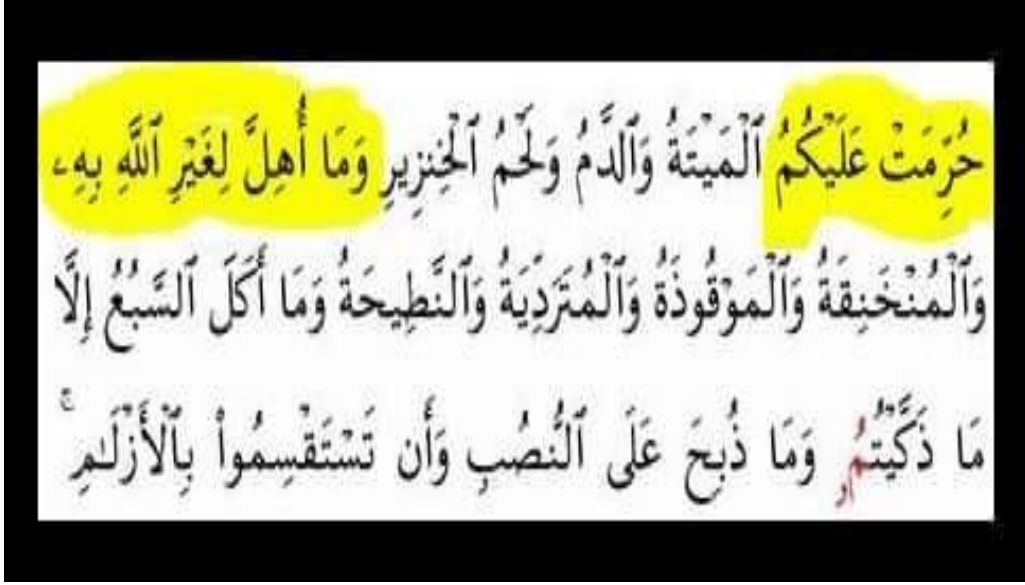 حُرِّمَتْ عَلَيْكُمُ ٱلْمَيْتَةُ وَٱلدَّمُ وَلَحْمُ ٱلْخِنزِيرِ وَمَا أُهِلَّ لِغَيْرِ ٱللَّهِ بِهِۦ
وَٱلْمُنْخَنِقَةُ وَٱلْمَوْقُوذَةُ وَٱلْمُتَرَدِّيَةُ وَٱلنَّطِيحَةُ وَمَا أَكَلَ ٱلسَّبُعُ إِلَّا
مَا ذَكَّيْتُمُۥ وَمَا ذُبِحَ عَلَى ٱلنُّصُبِ وَأَن تَسْتَقْسِمُوا۟ بِٱلْأَزْلَـٰمِ ۚ